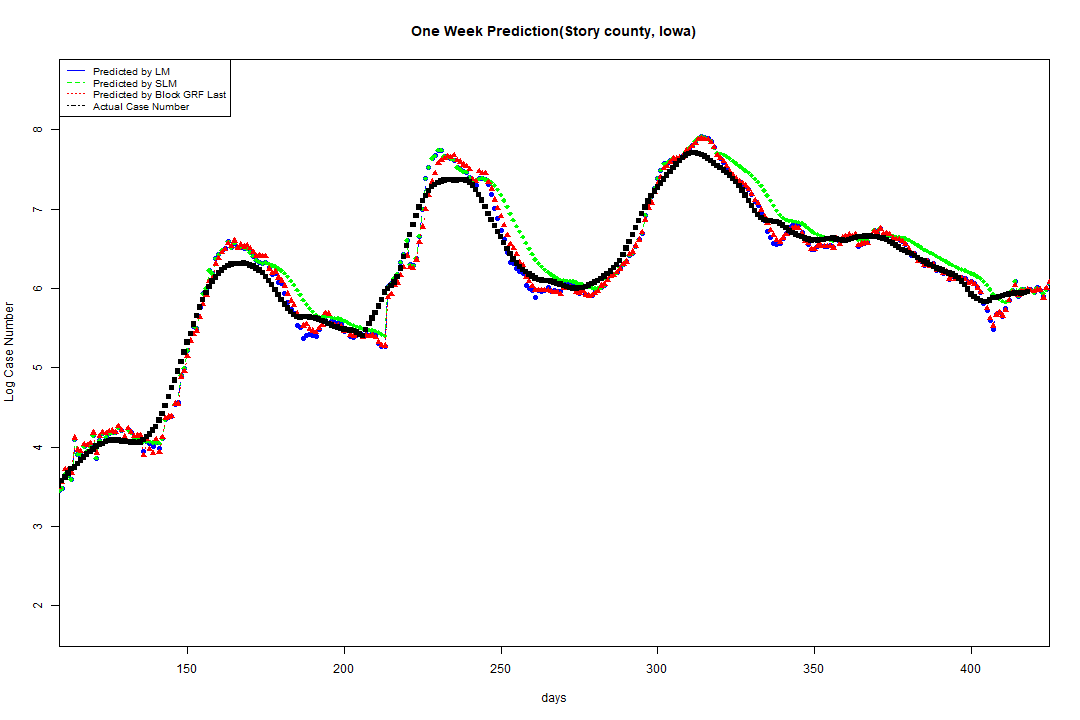 One Week Prediction(Story county, Iowa)
Predicted by LM
Predicted by SLM
Predicted by Block GRF Last
Actual Case Number
8
7
6
5
4
3
2
Log Case Number
150 200 250 300 350 400
days